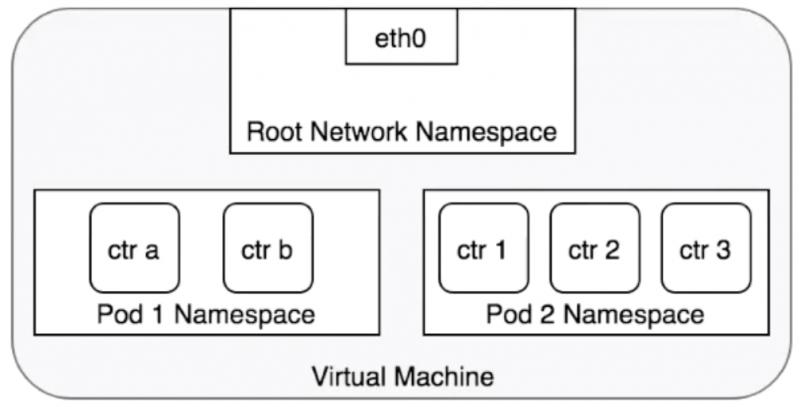 eth0
Root Network Namespace
ctr a
ctr b
Pod 1 Namespace
ctr 1
ctr 2
ctr 3
Pod 2 Namespace
Virtual Machine